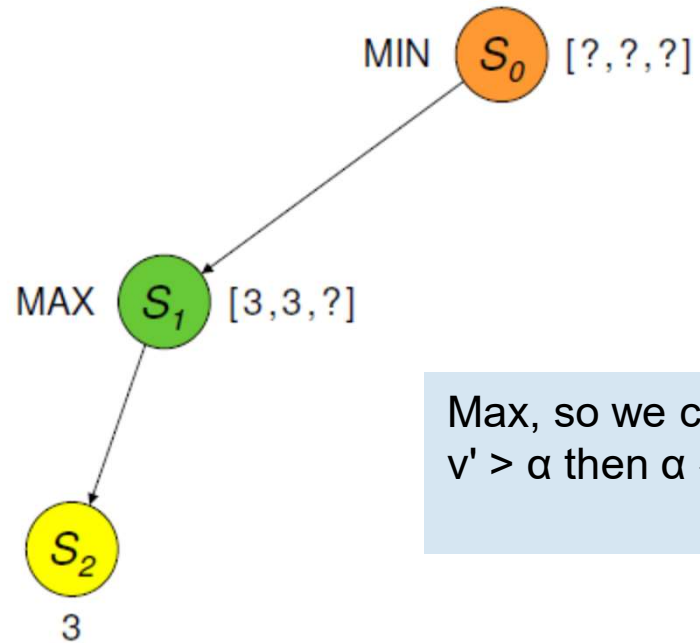 MIN S₀ [?,?,?]
MAX S₁ [3,3,?]
Max, so we c
v' > α then α
S₂
3